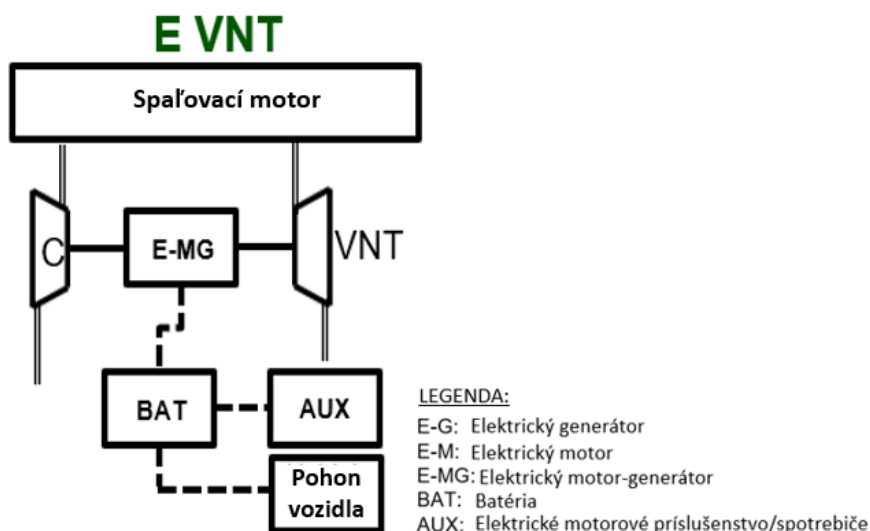 E VNT
Spaľovací motor
C
E-MG
VNT
BAT
AUX
Pohon
vozidla
LEGENDA:
E-G: Elektrický generátor
E-M: Elektrický motor
E-MG: Elektrický motor-generátor
BAT: Batéria
AUX: Elektrické motorové príslušenstvo/spotrebiče